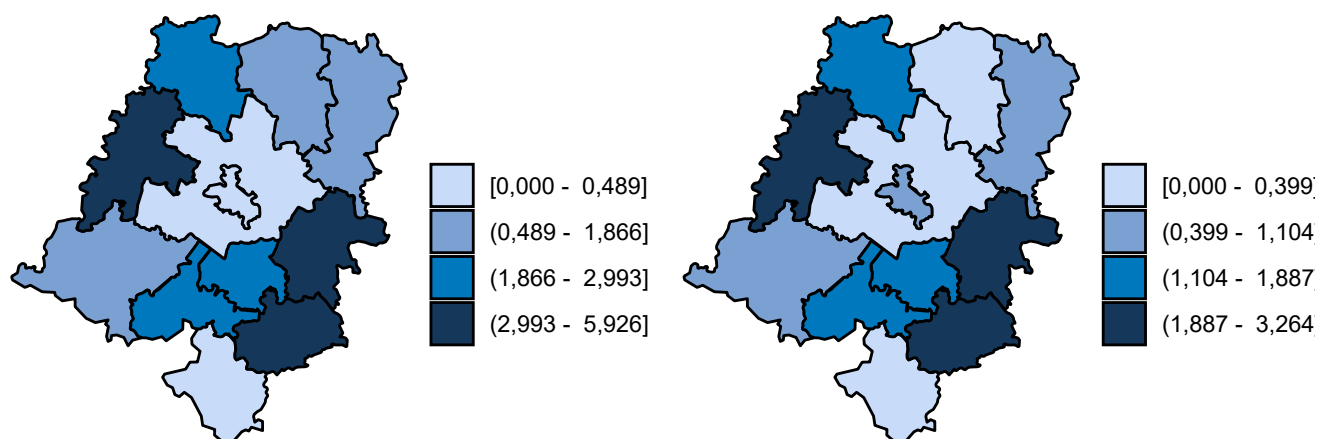 [0,000 - 0,489]
(0,489 - 1,866]
(1,866 - 2,993]
(2,993 - 5,926]
[0,000 - 0,399]
(0,399 - 1,104]
(1,104 - 1,887]
(1,887 - 3,264]